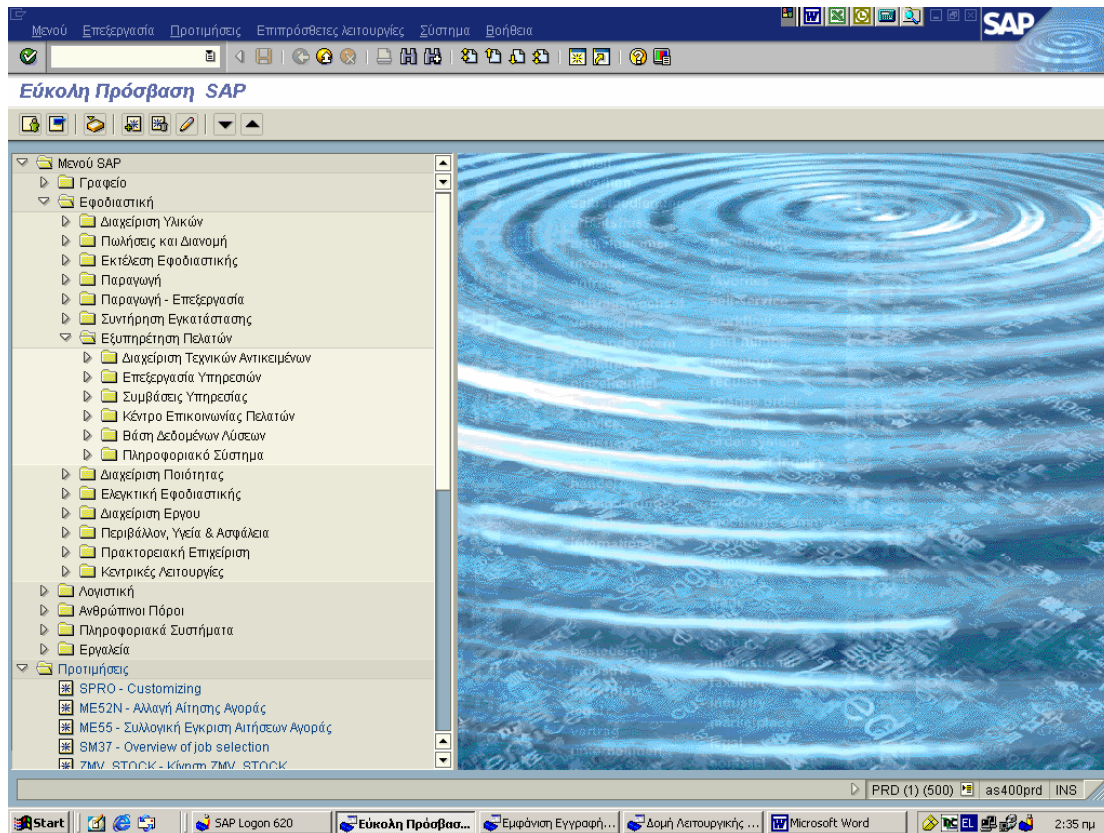 Μενού Επεξεργασία Προτιμήσεις Επιπρόσθετες λειτουργίες Σύστημα Βοήθεια
SAP
Εύκολη Πρόσβαση SAP
Μενού SAP
Γραφείο
Εφοδιαστική
Διαχείριση Υλικών
Πωλήσεις και Διανομή
Εκτέλεση Εφοδιαστικής
Παραγωγή
Παραγωγή - Επεξεργασία
Συντήρηση Εγκατάστασης
Εξυπηρέτηση Πελατών
Διαχείριση Τεχνικών Αντικειμένων
Επεξεργασία Υπηρεσιών
Συμβάσεις Υπηρεσίας
Κέντρο Επικοινωνίας Πελατών
Βάση Δεδομένων Λύσεων
Πληροφοριακό Σύστημα
Διαχείριση Ποιότητας
Ελεγκτική Εφοδιαστικής
Διαχείριση Εργου
Περιβάλλον, Υγεία & Ασφάλεια
Πρακτορειακή Επιχείριση
Κεντρικές Λειτουργίες
Λογιστική
Ανθρώπινοι Πόροι
Πληροφοριακά Συστήματα
Εργαλεία
Προτιμήσεις
SPRO - Customizing
ME52N - Αλλαγή Αίτησης Αγοράς
ME55 - Συλλογική Εγκριση Αιτήσεων Αγοράς
SM37 - Overview of job selection
ZMV_STOCK - Κίνηση ZMV_STOCK
PRD (1) (500) as400prd INS
Start SAP Logon 620 Εύκολη Πρόσβασ... Εμφάνιση Εγγραφή... Δομή Λειτουργικής ... Microsoft Word EL 2:35 πμ